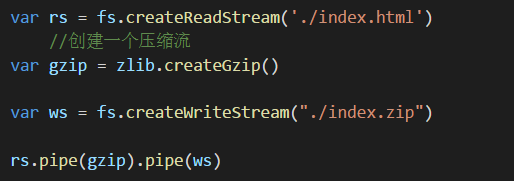 var rs = fs.createReadStream('./index.html')
//创建一个压缩流
var gzip = zlib.createGzip()
var ws = fs.createWriteStream("./index.zip")
rs.pipe(gzip).pipe(ws)